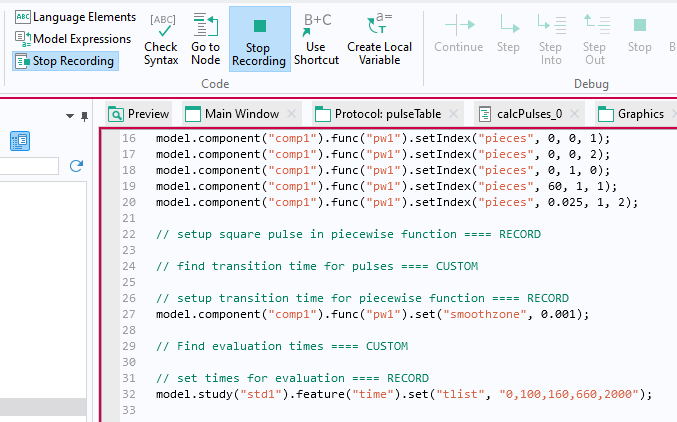 Language Elements
Model Expressions
Stop Recording
[ABC]
Check Syntax
Go to Node
Stop Recording
B+C
Use Shortcut
Create Local Variable
Continue
Step
Step Into
Step Out
Stop
Code
Debug
Preview
Main Window
Protocol: pulseTable
calcPulses_0
Graphics
16 model.component("comp1").func("pw1").setIndex("pieces", 0, 0, 1);
17 model.component("comp1").func("pw1").setIndex("pieces", 0, 0, 2);
18 model.component("comp1").func("pw1").setIndex("pieces", 0, 1, 0);
19 model.component("comp1").func("pw1").setIndex("pieces", 60, 1, 1);
20 model.component("comp1").func("pw1").setIndex("pieces", 0.025, 1, 2);
21
22 // setup square pulse in piecewise function ==== RECORD
23
24 // find transition time for pulses ==== CUSTOM
25
26 // setup transition time for piecewise function ==== RECORD
27 model.component("comp1").func("pw1").set("smoothzone", 0.001);
28
29 // Find evaluation times ==== CUSTOM
30
31 // set times for evaluation ==== RECORD
32 model.study("std1").feature("time").set("tlist", "0,100,160,660,2000");
33